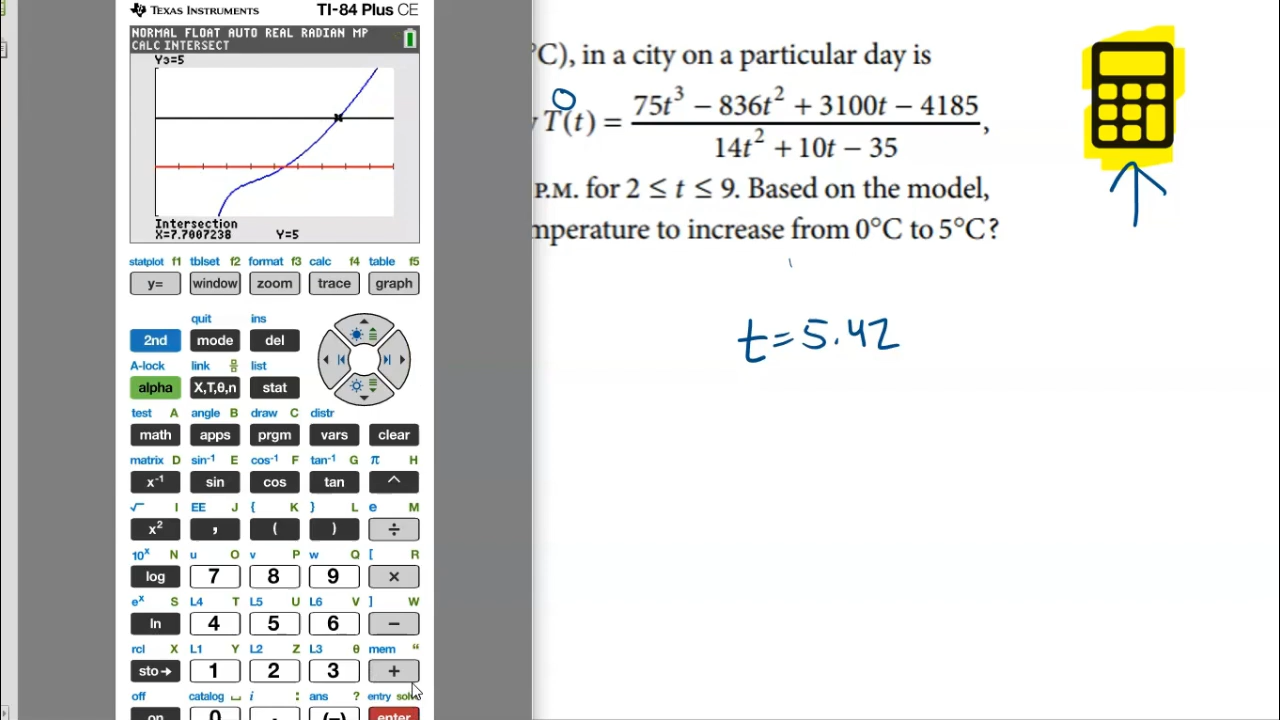 TEXAS INSTRUMENTS TI-84 Plus CE
NORMAL FLOAT AUTO REAL RADIAN MP
CALC INTERSECT
Y3=5
Intersection
X=7.7007238 Y=5
statplot f1 tblset f2 format f3 calc f4 table f5
y= window zoom trace graph
quit ins
2nd mode del
A-lock link list
alpha X,T,θ,n stat
test A angle B draw C distr
math apps prgm vars clear
matrix D sin⁻¹ E cos⁻¹ F tan⁻¹ G π H
x⁻¹ sin cos tan ^
√ I EE J { K } L e M
x² , ( ) ÷
10ˣ N u O v P w Q [ R
log 7 8 9 ×
eˣ S L4 T L5 U L6 V ] W
ln 4 5 6 −
rcl X L1 Y L2 Z L3 θ mem "
sto→ 1 2 3 +
off catalog ␣ i : ans ? entry solve
on 0 . (−) enter
°C), in a city on a particular day is
0
T(t) = (75t³ − 836t² + 3100t − 4185)/(14t² + 10t − 35),
P.M. for 2 ≤ t ≤ 9. Based on the model,
mperature to increase from 0°C to 5°C?
t=5.42